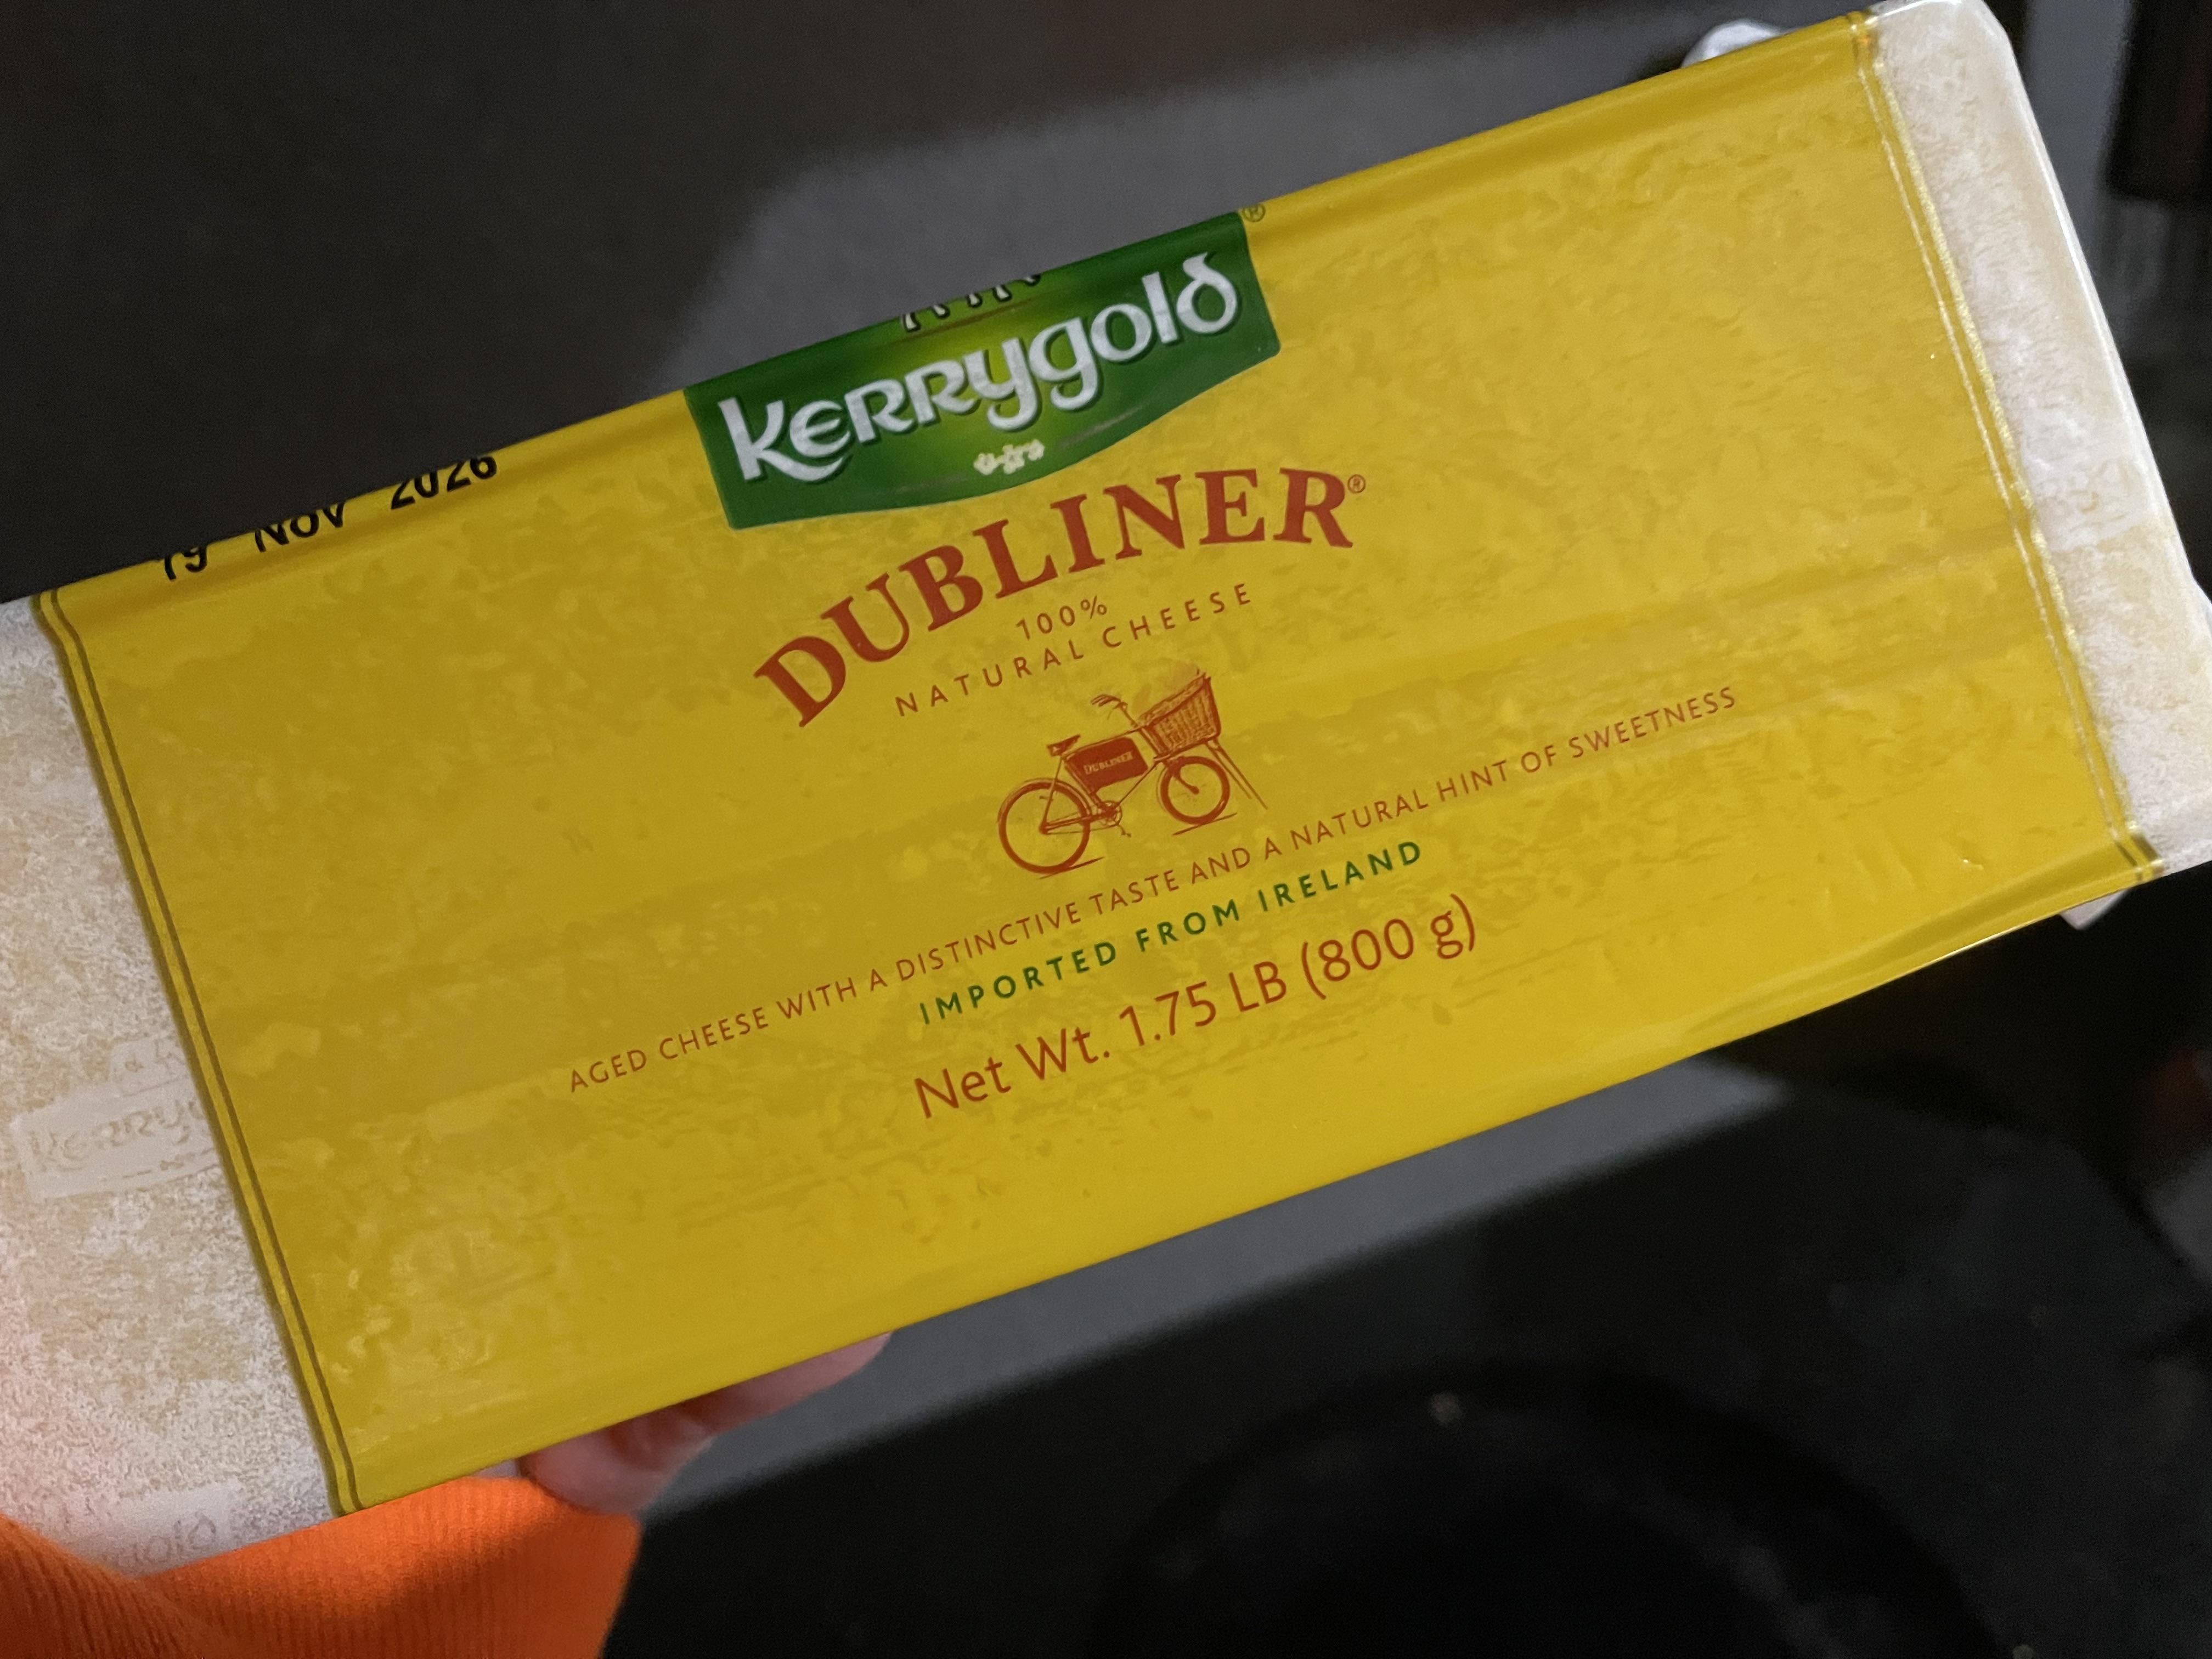 19 NOV 2026
Kerrygold®
DUBLINER®
100%
NATURAL CHEESE
DUBLINER
AGED CHEESE WITH A DISTINCTIVE TASTE AND A NATURAL HINT OF SWEETNESS
IMPORTED FROM IRELAND
Net Wt. 1.75 LB (800 g)